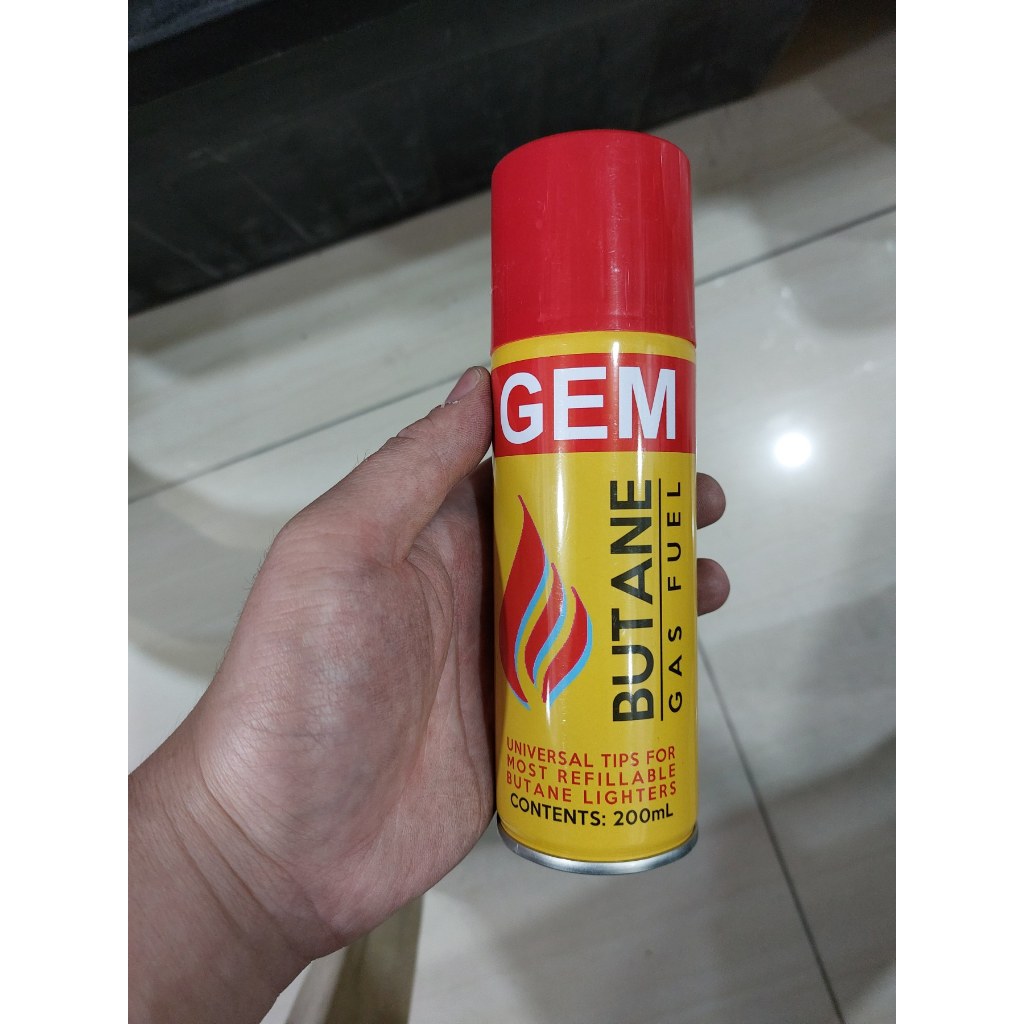 GEM
BUTANE
GAS FUEL
UNIVERSAL TIPS FOR
MOST REFILLABLE
BUTANE LIGHTERS
CONTENTS: 200mL